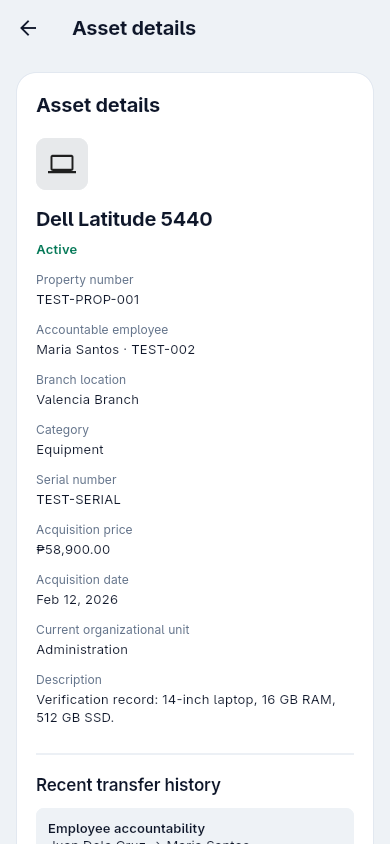 Asset details
Asset details
Dell Latitude 5440
Active
Property number
TEST-PROP-001
Accountable employee
Maria Santos · TEST-002
Branch location
Valencia Branch
Category
Equipment
Serial number
TEST-SERIAL
Acquisition price
₱58,900.00
Acquisition date
Feb 12, 2026
Current organizational unit
Administration
Description
Verification record: 14-inch laptop, 16 GB RAM,
512 GB SSD.
Recent transfer history
Employee accountability